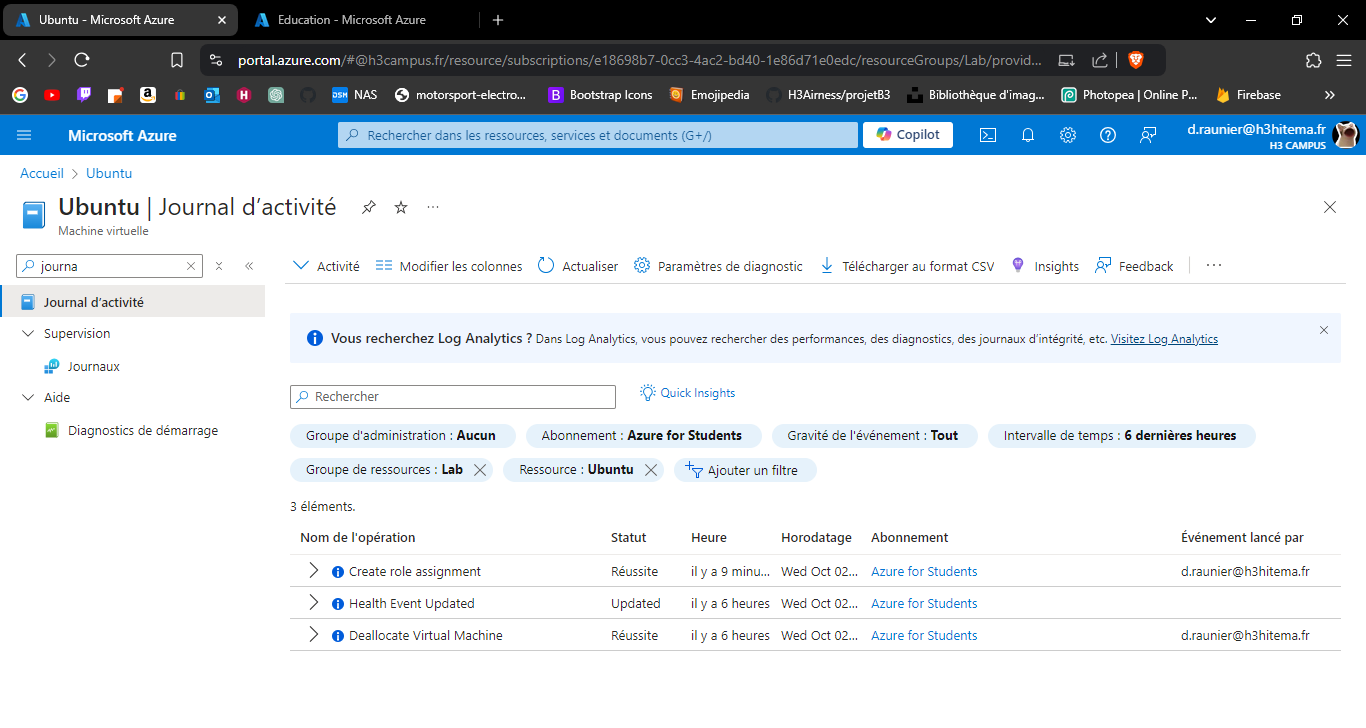 Ubuntu - Microsoft Azure
Education - Microsoft Azure
portal.azure.com/#@h3campus.fr/resource/subscriptions/e18698b7-0cc3-4ac2-bd40-1e86d71e0edc/resourceGroups/Lab/provid...
DSM NAS motorsport-electro... B Bootstrap Icons Emojipedia H3Airness/projetB3 Bibliothèque d'imag... Photopea | Online P... Firebase
Microsoft Azure
Rechercher dans les ressources, services et documents (G+/)
Copilot
d.raunier@h3hitema.fr
H3 CAMPUS
Accueil > Ubuntu
Ubuntu | Journal d'activité
Machine virtuelle
journa
Journal d'activité
Supervision
Journaux
Aide
Diagnostics de démarrage
Activité Modifier les colonnes Actualiser Paramètres de diagnostic Télécharger au format CSV Insights Feedback
Vous recherchez Log Analytics ? Dans Log Analytics, vous pouvez rechercher des performances, des diagnostics, des journaux d'intégrité, etc. Visitez Log Analytics
Rechercher
Quick Insights
Groupe d'administration : Aucun Abonnement : Azure for Students Gravité de l'événement : Tout Intervalle de temps : 6 dernières heures
Groupe de ressources : Lab Ressource : Ubuntu Ajouter un filtre
3 éléments.
Nom de l'opération Statut Heure Horodatage Abonnement Événement lancé par
Create role assignment Réussite il y a 9 minu... Wed Oct 02... Azure for Students d.raunier@h3hitema.fr
Health Event Updated Updated il y a 6 heures Wed Oct 02... Azure for Students
Deallocate Virtual Machine Réussite il y a 6 heures Wed Oct 02... Azure for Students d.raunier@h3hitema.fr